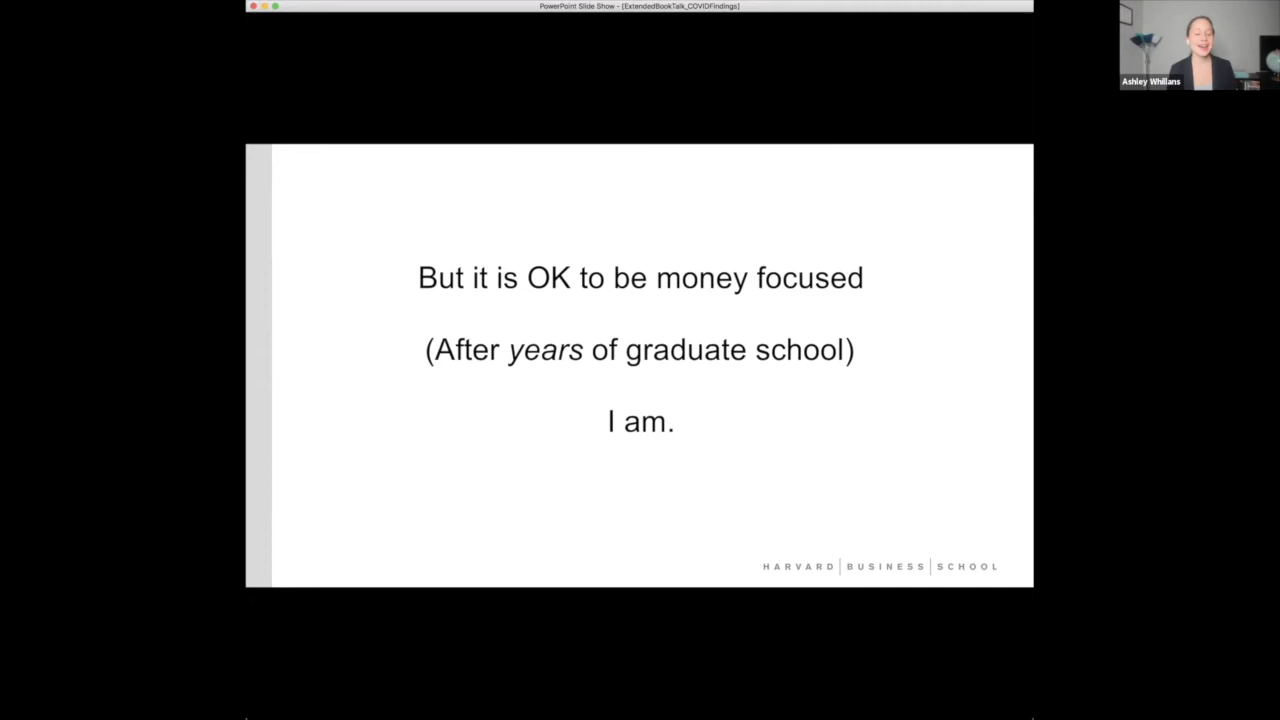 PowerPoint Slide Show - [ExtendedBookTalk_COVIDFindings]
Ashley Whillans
But it is OK to be money focused
(After years of graduate school)
I am.
HARVARD|BUSINESS|SCHOOL